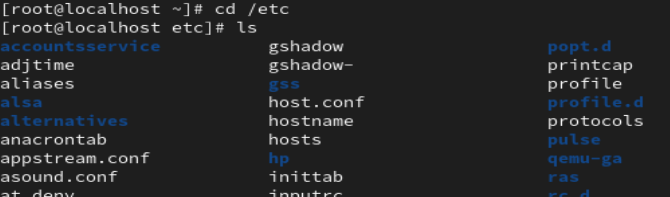 [root@localhost ~]# cd /etc
[root@localhost etc]# ls
accountsservice gshadow popt.d
adjtime gshadow- printcap
aliases gss profile
alsa host.conf profile.d
alternatives hostname protocols
anacrontab hosts pulse
appstream.conf hp qemu-ga
asound.conf inittab ras
at.deny inputrc rc.d